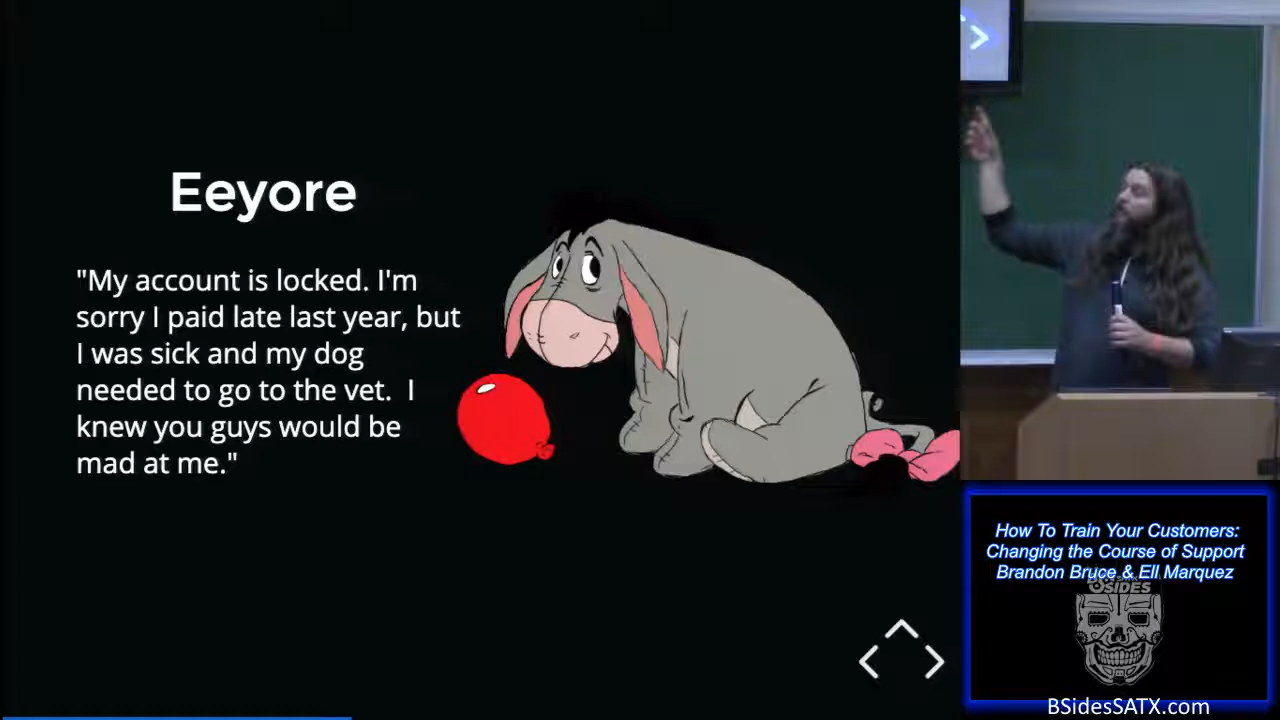 Eeyore
"My account is locked. I'm
sorry I paid late last year, but
I was sick and my dog
needed to go to the vet.  I
knew you guys would be
mad at me."
How To Train Your Customers:
Changing the Course of Support
Brandon Bruce & Ell Marquez
BSIDES
BSidesSATX.com